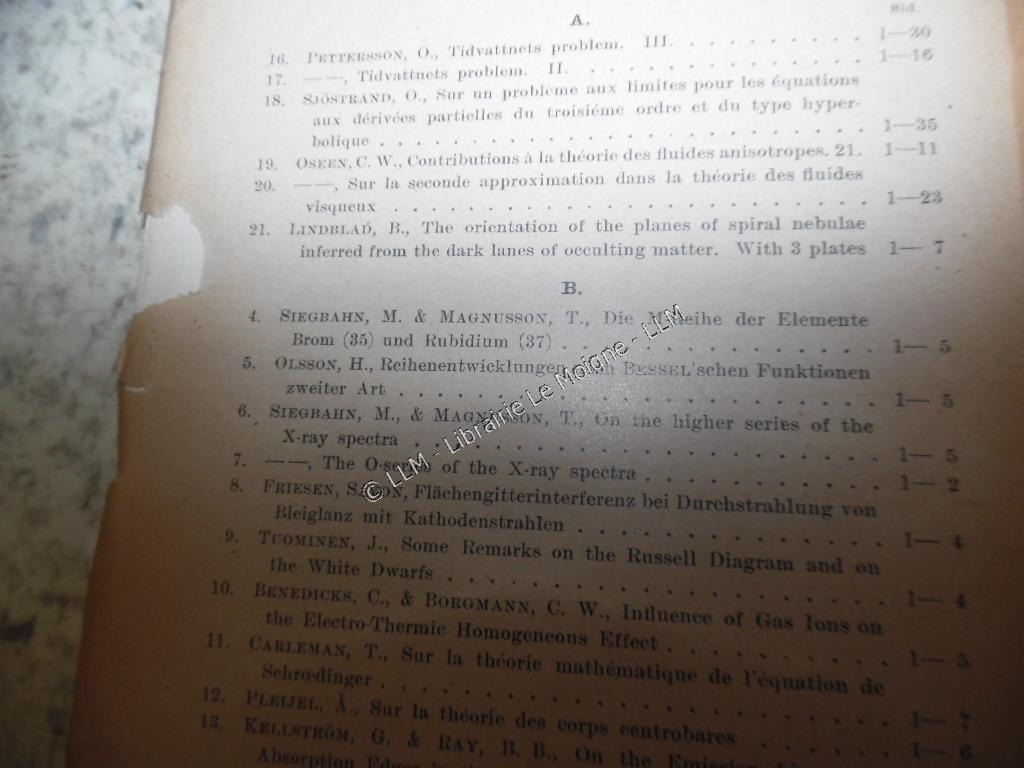 Sid.
A.
16. PETTERSSON, O., Tidvattnets problem. III. . . . . . . . . . . 1—30
17. — —, Tidvattnets problem. II. . . . . . . . . . . . . . 1—16
18. SJÖSTRAND, O., Sur un problème aux limites pour les équations
aux dérivées partielles du troisiéme ordre et du type hyper-
bolique . . . . . . . . . . . . . . . . . . . . . 1—35
19. OSEEN, C. W., Contributions à la théorie des fluides anisotropes. 21. 1—11
20. — —, Sur la seconde approximation dans la théorie des fluides
visqueux . . . . . . . . . . . . . . . . . . . . . 1—23
21. LINDBLAD, B., The orientation of the planes of spiral nebulae
inferred from the dark lanes of occulting matter. With 3 plates 1— 7
B.
4. SIEGBAHN, M. & MAGNUSSON, T., Die der Elemente
Brom (35) und Rubidium (37) . . . . . . . . . . . . . . 1— 5
5. OLSSON, H., Reihenentwicklungen BESSEL'schen Funktionen
zweiter Art . . . . . . . . . . . . . . . . . . . . 1— 5
6. SIEGBAHN, M., & MAGNUSSON, T., On the higher series of the
X-ray spectra . . . . . . . . . . . . . . . . . . . 1— 5
7. — —, The O-series of the X-ray spectra . . . . . . . . . . 1— 2
8. FRIESEN, Flächengitterinterferenz bei Durchstrahlung von
Bleiglanz mit Kathodenstrahlen . . . . . . . . . . . . . 1— 4
9. TUOMINEN, J., Some Remarks on the Russell Diagram and on
the White Dwarfs . . . . . . . . . . . . . . . . . . 1— 4
10. BENEDICKS, C., & BORGMANN, C. W., Influence of Gas Ions on
the Electro-Thermic Homogeneous Effect . . . . . . . . . . 1— 5
11. CARLEMAN, T., Sur la théorie mathématique de l'équation de
Schrœdinger . . . . . . . . . . . . . . . . . . . . 1— 7
12. PLEIJEL, Å., Sur la théorie des corps centrobares . . . . . . 1— 6
13. KELLSTRÖM, G. & RAY, B. B., On the Emission
Absorption Edges
© LLM - Librairie Le Moigne - LLM